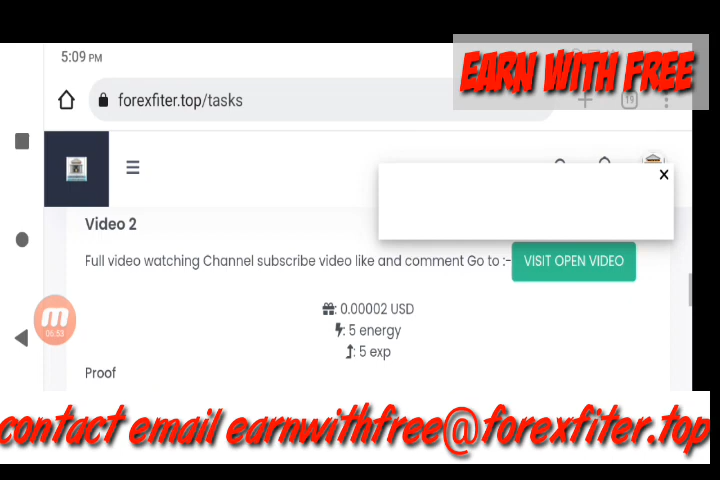 5:09 PM
EARN WITH FREE
forexfiter.top/tasks
19
x
Video 2
Full video watching Channel subscribe video like and comment Go to :- VISIT OPEN VIDEO
: 0.00002 USD
: 5 energy
: 5 exp
06:53
Proof
contact email earnwithfree@forexfiter.top